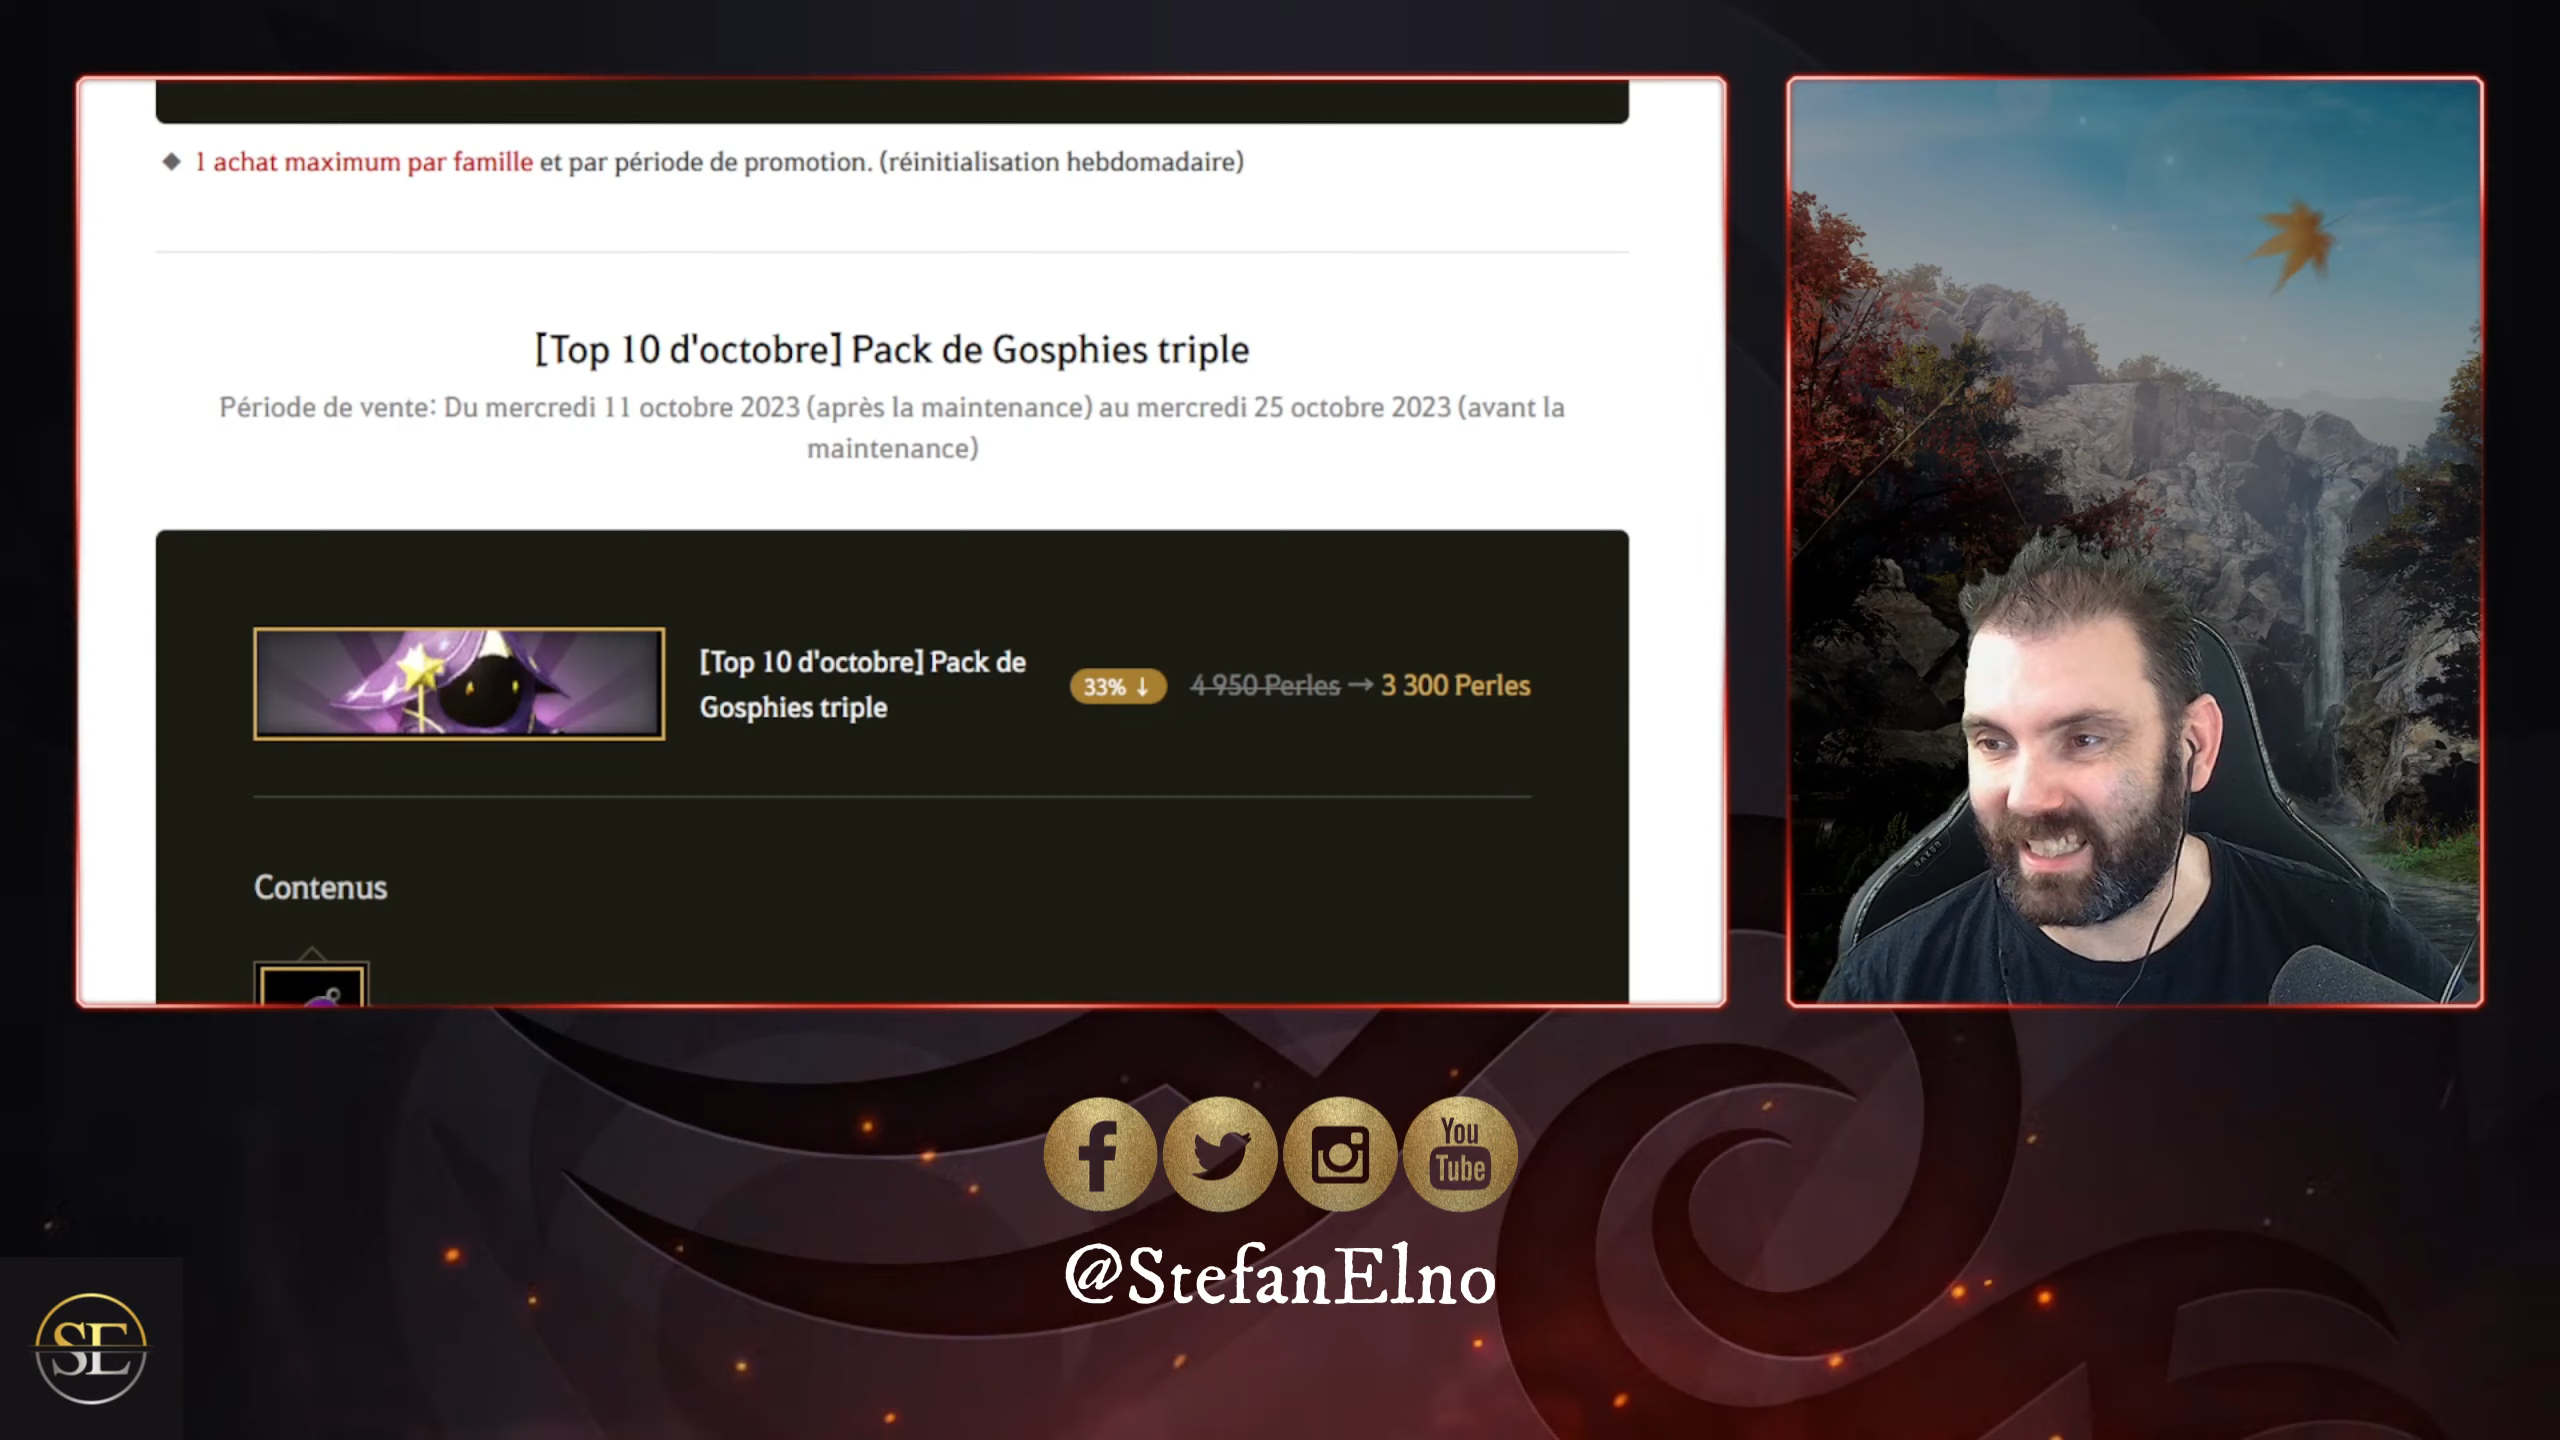 1 achat maximum par famille et par période de promotion. (réinitialisation hebdomadaire)
[Top 10 d'octobre] Pack de Gosphies triple
Période de vente: Du mercredi 11 octobre 2023 (après la maintenance) au mercredi 25 octobre 2023 (avant la
maintenance)
[Top 10 d'octobre] Pack de
Gosphies triple
33% ↓ 4 950 Perles → 3 300 Perles
Contenus
You
Tube
@StefanElno
SE